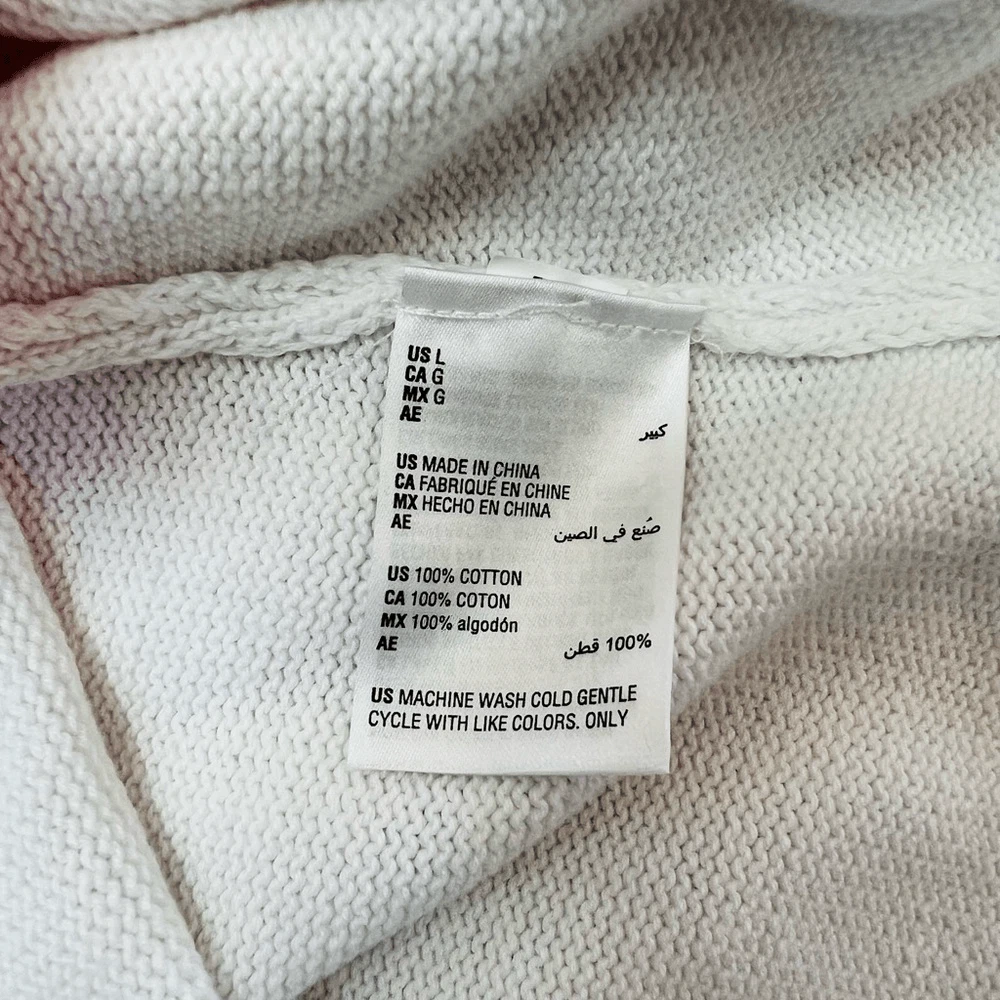 US L
CA G
MX G
AE
كبير
US MADE IN CHINA
CA FABRIQUÉ EN CHINE
MX HECHO EN CHINA
AE
صُنع في الصين
US 100% COTTON
CA 100% COTON
MX 100% algodón
AE
100% قطن
US MACHINE WASH COLD GENTLE
CYCLE WITH LIKE COLORS. ONLY